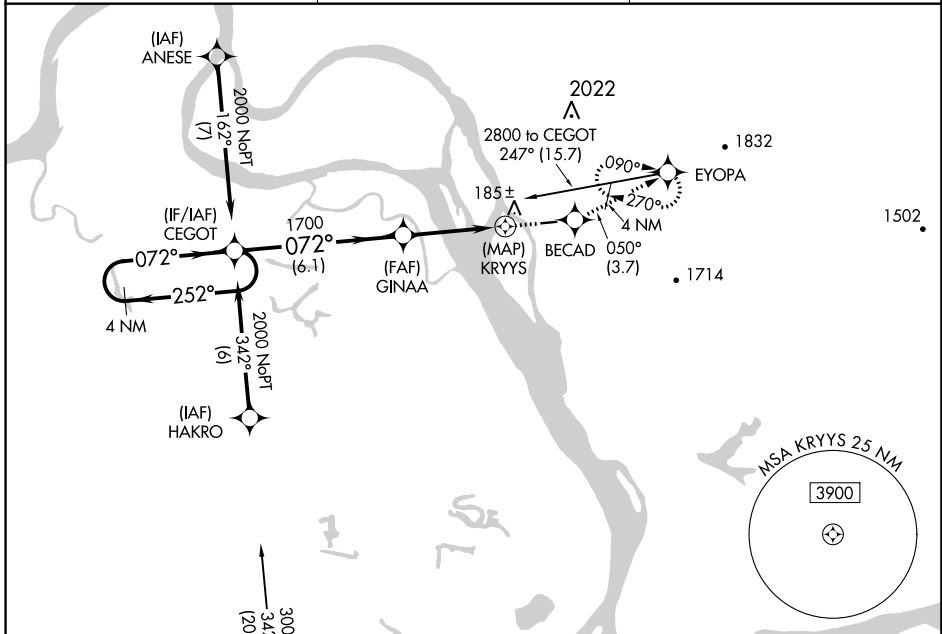 (IAF)
ANESE
2000 NoPT
162°
(7)
2022
2800 to CEGOT
247° (15.7)
1832
090°
EYOPA
270°
4 NM
185±
(IF/IAF)
CEGOT
1700
072°
(6.1)
072°
252°
4 NM
(FAF)
GINAA
(MAP)
KRYYS
BECAD
050°
(3.7)
1502
1714
2000 NoPT
342°
(6)
(IAF)
HAKRO
MSA KRYYS 25 NM
3900